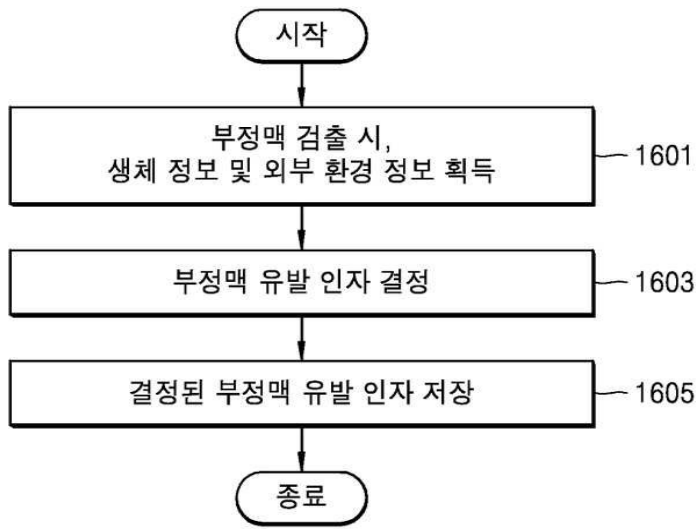 시작
부정맥 검출 시,
생체 정보 및 외부 환경 정보 획득
1601
부정맥 유발 인자 결정
1603
결정된 부정맥 유발 인자 저장
1605
종료